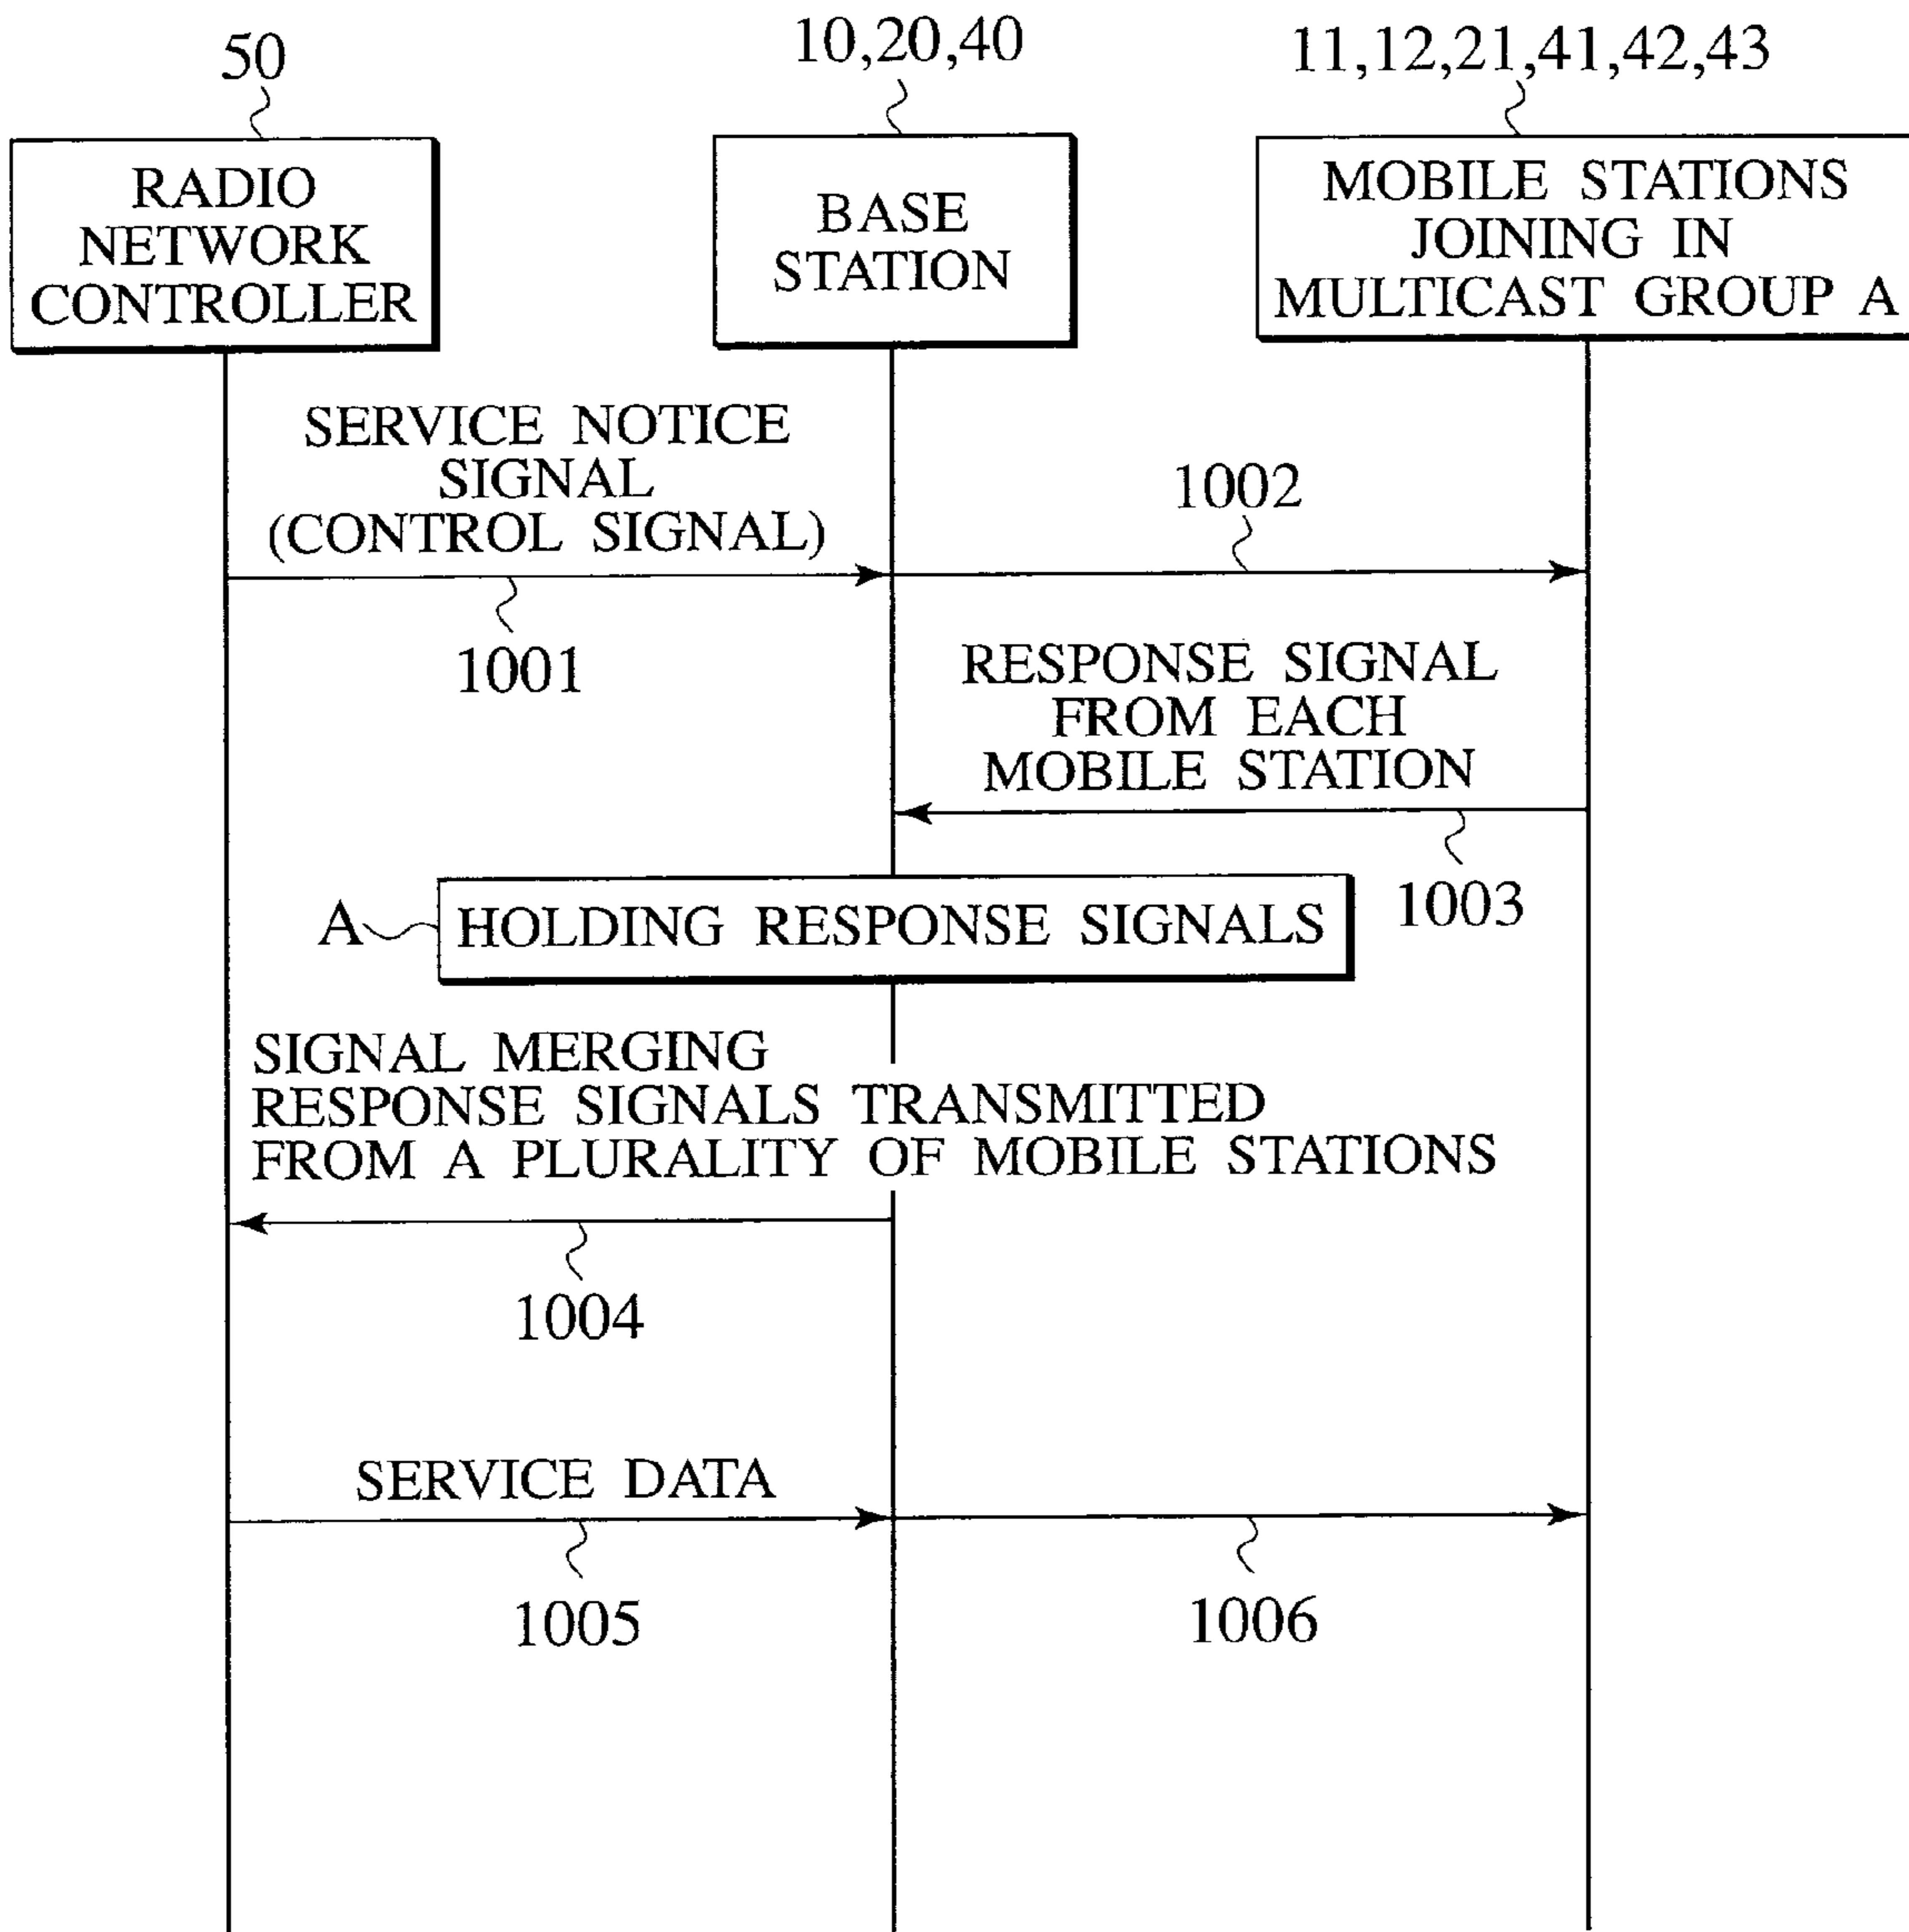 50
10,20,40
11,12,21,41,42,43
RADIO
NETWORK
CONTROLLER
BASE
STATION
MOBILE STATIONS
JOINING IN
MULTICAST GROUP A
SERVICE NOTICE
SIGNAL
(CONTROL SIGNAL)
1002
1001
RESPONSE SIGNAL
FROM EACH
MOBILE STATION
1003
A
HOLDING RESPONSE SIGNALS
SIGNAL MERGING
RESPONSE SIGNALS TRANSMITTED
FROM A PLURALITY OF MOBILE STATIONS
1004
SERVICE DATA
1005
1006